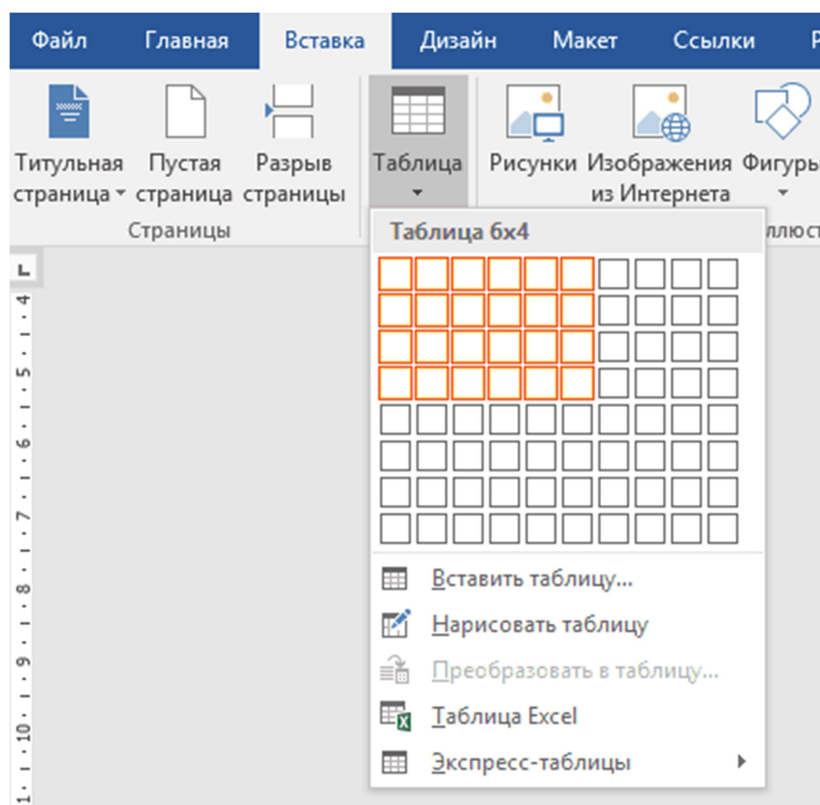 Файл Главная Вставка Дизайн Макет Ссылки
Титульная страница
Пустая страница
Разрыв страницы
Таблица
Рисунки
Изображения из Интернета
Фигуры
Страницы
Таблица 6x4
4 · ı · 5 · ı · 6 · ı · 7 · ı · 8 · ı · 9 · ı · 10 · ı
Вставить таблицу...
Нарисовать таблицу
Преобразовать в таблицу...
Таблица Excel
Экспресс-таблицы